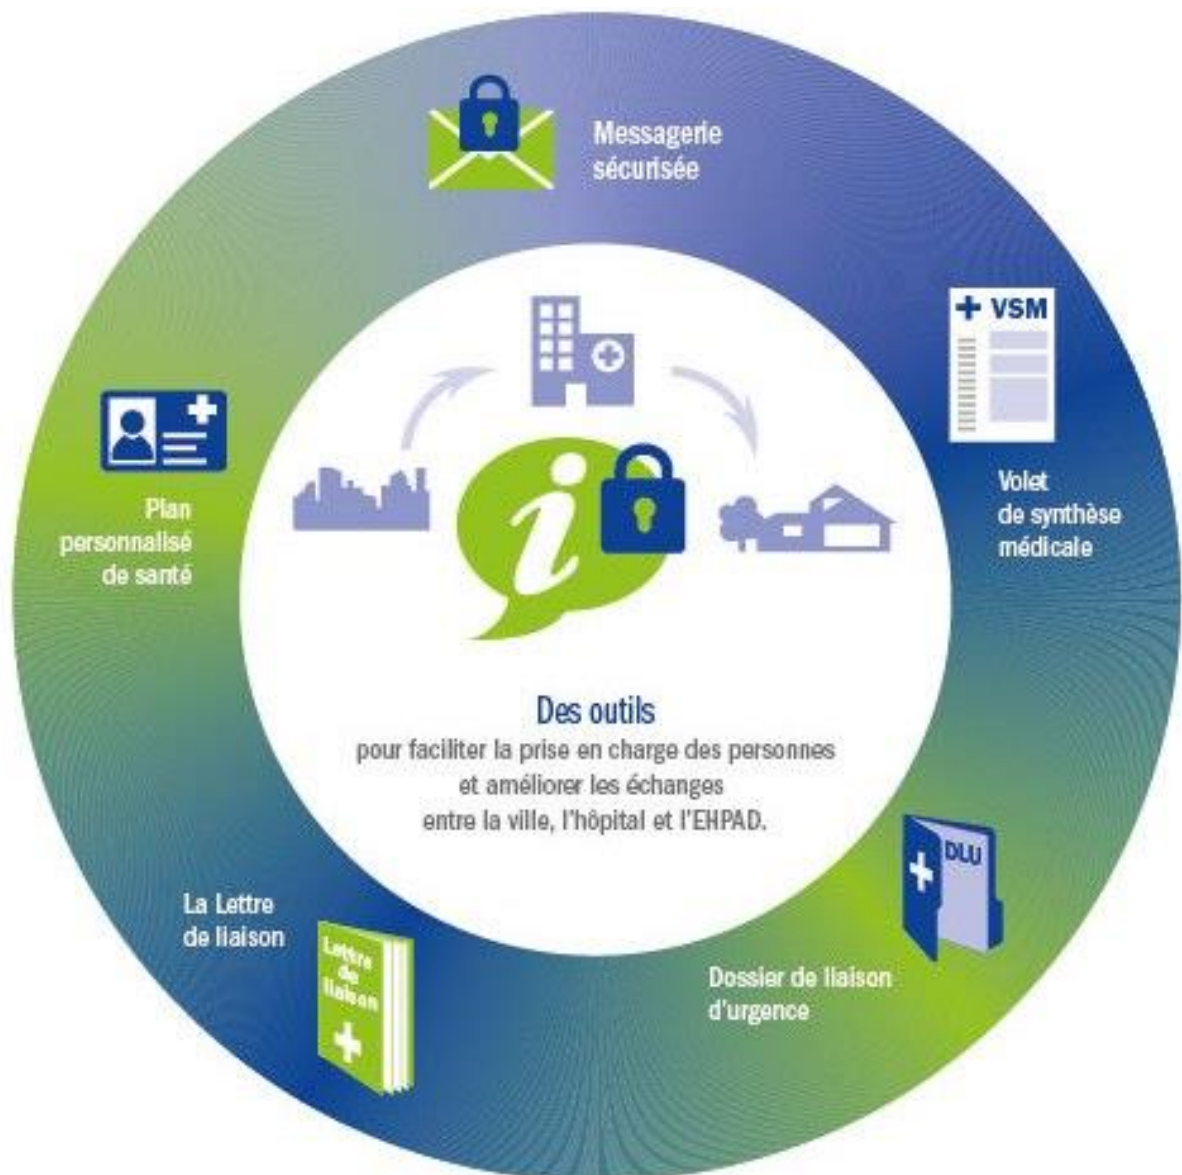 Messagerie
sécurisée
VSM
Volet
de synthèse
médicale
DLU
Dossier de liaison
d'urgence
Lettre
de
liaison
La Lettre
de liaison
Plan
personnalisé
de santé
i
Des outils
pour faciliter la prise en charge des personnes
et améliorer les échanges
entre la ville, l'hôpital et l'EHPAD.